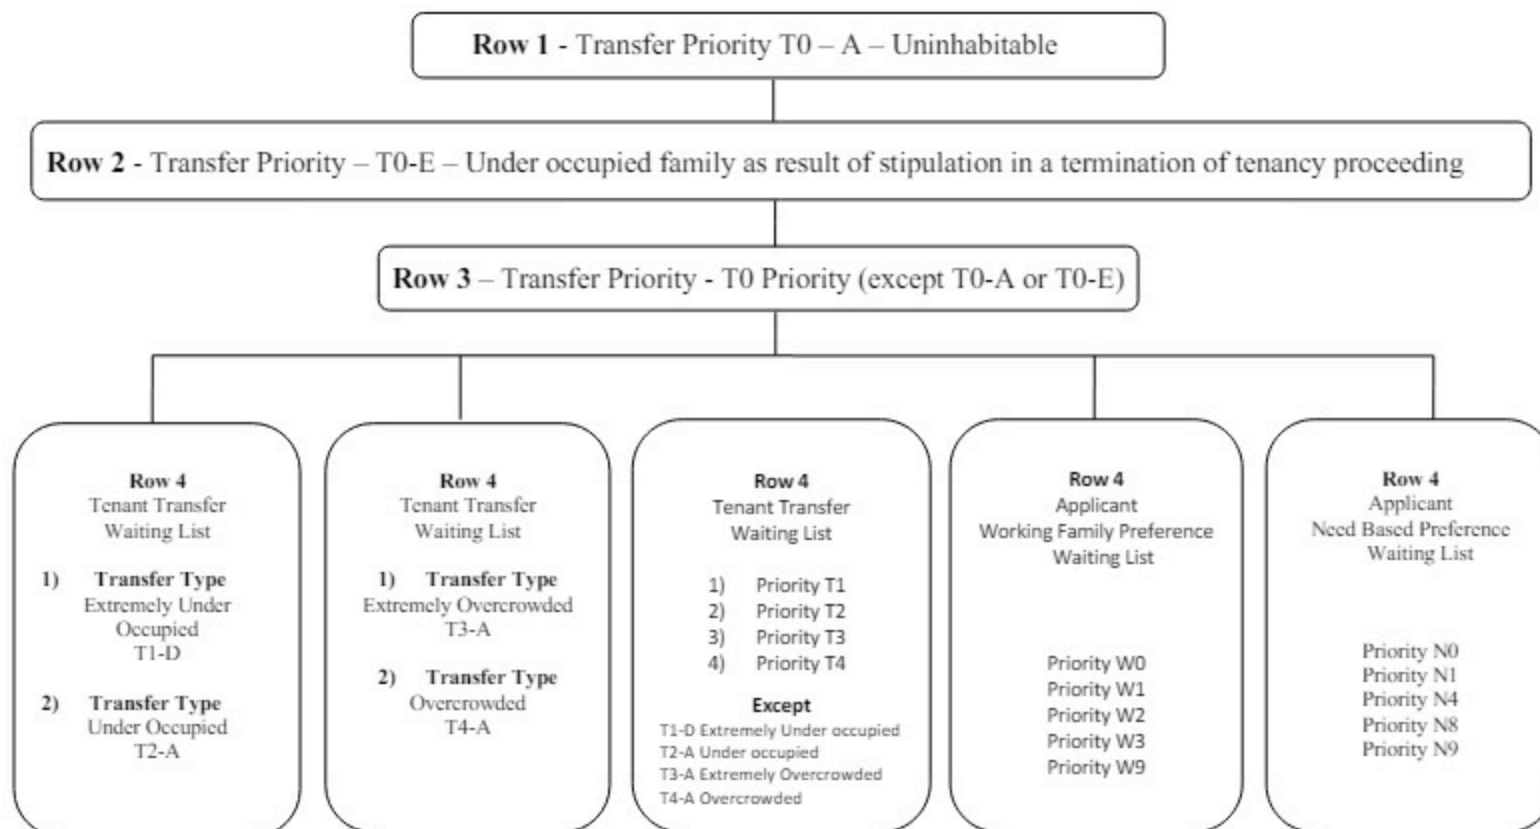 Row 1 - Transfer Priority T0 – A – Uninhabitable
Row 2 - Transfer Priority – T0-E – Under occupied family as result of stipulation in a termination of tenancy proceeding
Row 3 – Transfer Priority - T0 Priority (except T0-A or T0-E)
Row 4
Tenant Transfer
Waiting List
1) Transfer Type
Extremely Under
Occupied
T1-D
2) Transfer Type
Under Occupied
T2-A
Row 4
Tenant Transfer
Waiting List
1) Transfer Type
Extremely Overcrowded
T3-A
2) Transfer Type
Overcrowded
T4-A
Row 4
Tenant Transfer
Waiting List
1) Priority T1
2) Priority T2
3) Priority T3
4) Priority T4
Except
T1-D Extremely Under occupied
T2-A Under occupied
T3-A Extremely Overcrowded
T4-A Overcrowded
Row 4
Applicant
Working Family Preference
Waiting List
Priority W0
Priority W1
Priority W2
Priority W3
Priority W9
Row 4
Applicant
Need Based Preference
Waiting List
Priority N0
Priority N1
Priority N4
Priority N8
Priority N9